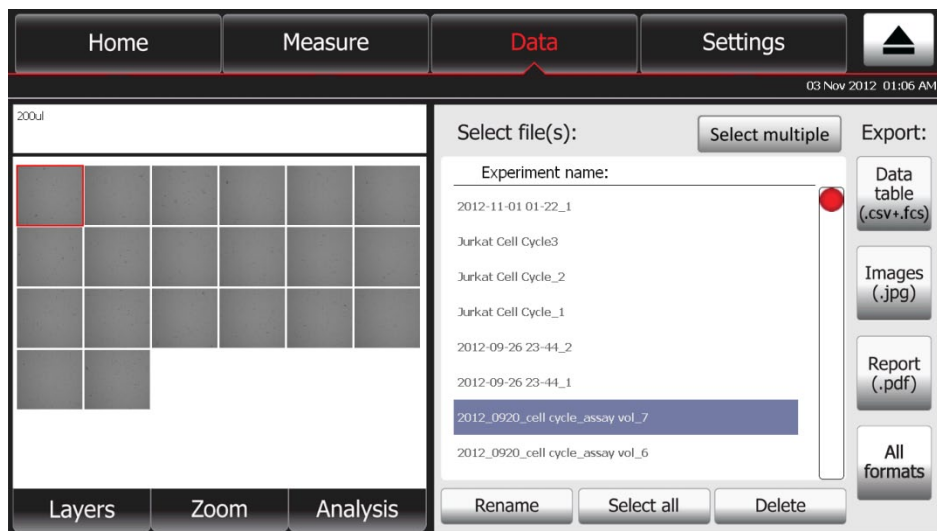 Home Measure Data Settings
03 Nov 2012 01:06 AM
200ul
Select file(s): Select multiple
Experiment name:
2012-11-01 01-22_1
Jurkat Cell Cycle3
Jurkat Cell Cycle_2
Jurkat Cell Cycle_1
2012-09-26 23-44_2
2012-09-26 23-44_1
2012_0920_cell cycle_assay vol_7
2012_0920_cell cycle_assay vol_6
Rename Select all Delete
Export:
Data
table
(.csv+.fcs)
Images
(.jpg)
Report
(.pdf)
All
formats
Layers Zoom Analysis